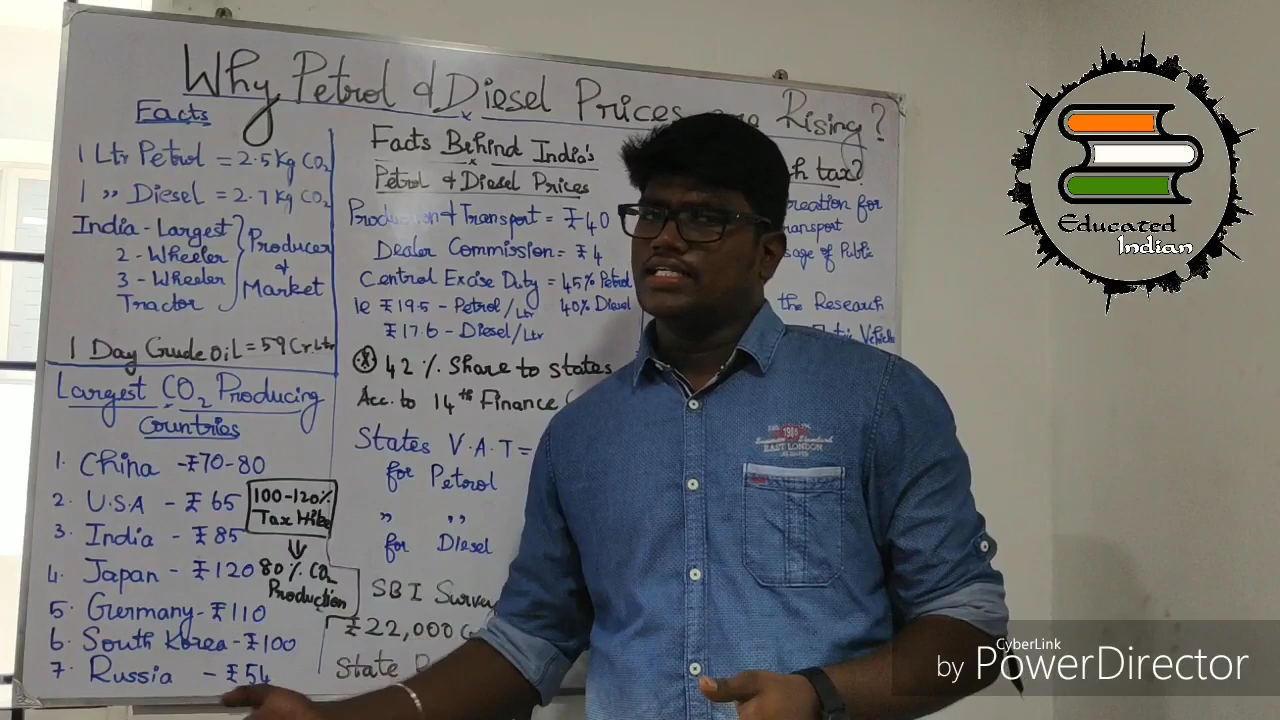 Why Petrol & Diesel Prices are Rising?
Facts
1 Ltr Petrol = 2.5 Kg CO2
1 ,, Diesel = 2.7 Kg CO2
India - Largest
2 - Wheeler
3 - Wheeler
Tractor
Producer
&
Market
1 Day Crude Oil = 59 Cr. Ltr
Largest CO2 Producing
Countries
1. China - ₹70-80
2. U.S.A - ₹65
3. India - ₹85
4. Japan - ₹120
5. Germany - ₹110
6. South Korea - ₹100
7. Russia - ₹54
100-120%
Tax Hike
80% CO2
Production
Facts Behind India's
Petrol & Diesel Prices
Production & Transport = ₹40
Dealer Commission = ₹4
Central Excise Duty = 45% Petrol
40% Diesel
Ie ₹19.5 - Petrol/Ltr
₹17.6 - Diesel/Ltr
* 42% Share to States
Acc. to 14th Finance
States V.A.T =
for Petrol
,, ,,
for Diesel
SBI Survey
₹22,000
State
tax?
the Research
Educated
Indian
1986
EAST LONDON
CyberLink
by PowerDirector